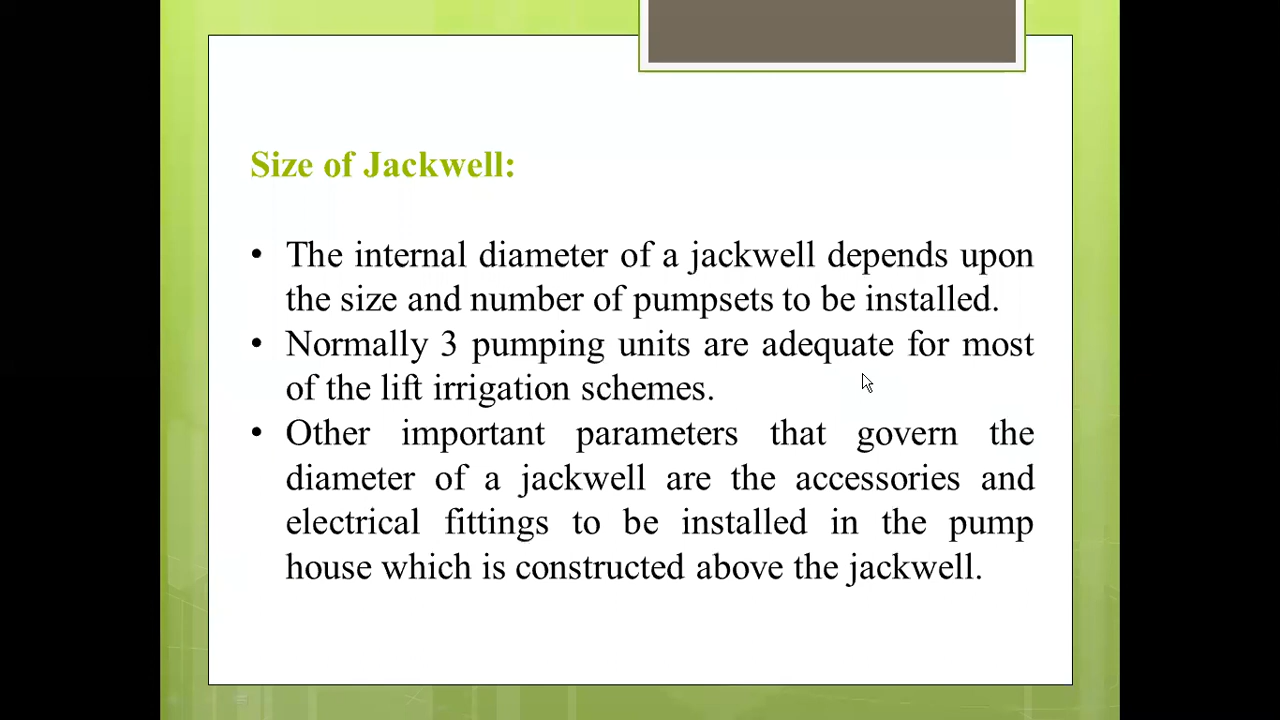 Size of Jackwell:
• The internal diameter of a jackwell depends upon
the size and number of pumpsets to be installed.
• Normally 3 pumping units are adequate for most
of the lift irrigation schemes.
• Other important parameters that govern the
diameter of a jackwell are the accessories and
electrical fittings to be installed in the pump
house which is constructed above the jackwell.